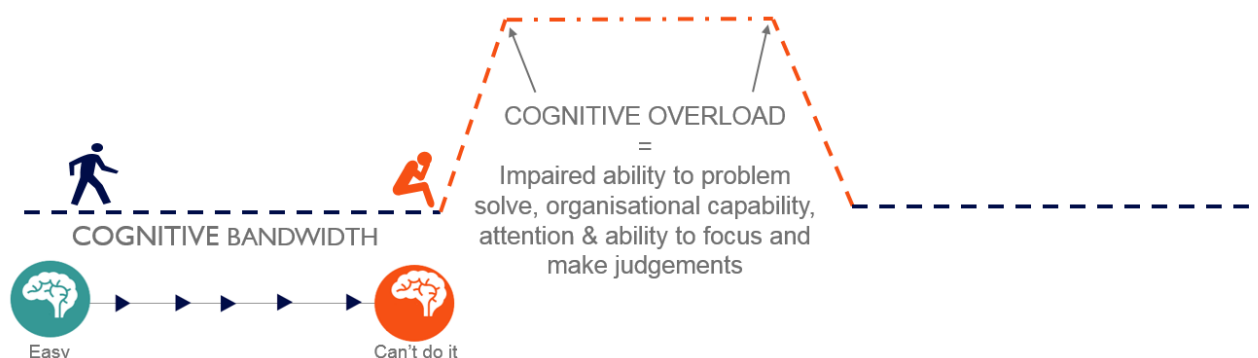 COGNITIVE OVERLOAD
=
Impaired ability to problem
solve, organisational capability,
attention & ability to focus and
make judgements
COGNITIVE BANDWIDTH
Easy
Can't do it